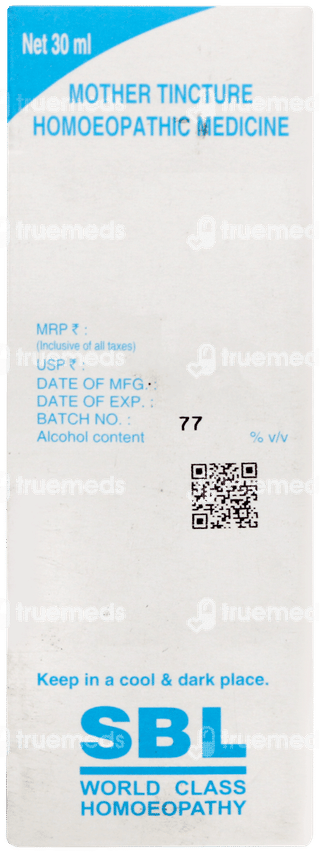 Net 30 ml
MOTHER TINCTURE
HOMOEOPATHIC MEDICINE
MRP ₹ :
(Inclusive of all taxes)
USP ₹ :
DATE OF MFG. :
DATE OF EXP. :
BATCH NO. :
Alcohol content 77 % v/v
Keep in a cool & dark place.
SBL
WORLD CLASS
HOMOEOPATHY
truemeds